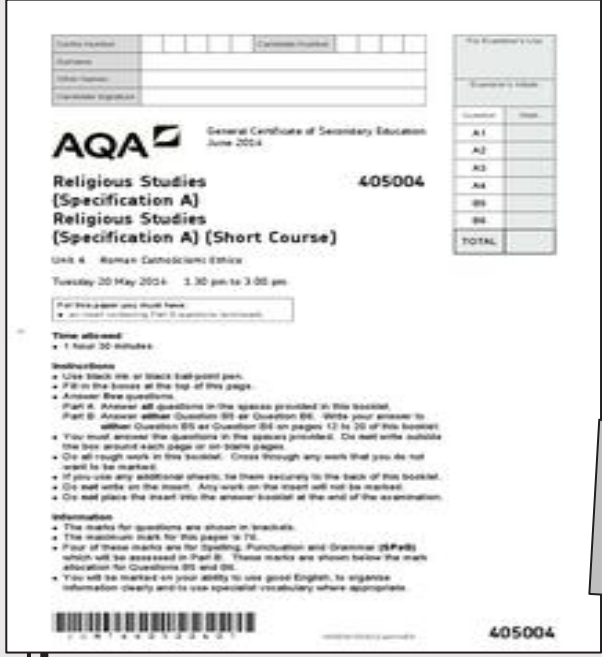 Centre Number
Candidate Number
Surname
Other Names
Candidate Signature
For Examiner's Use
Examiner's Initials
Question
Mark
A1
A2
A3
A4
B5
B6
TOTAL
AQA
General Certificate of Secondary Education
June 2014
Religious Studies 405004
(Specification A)
Religious Studies
(Specification A) (Short Course)
Unit 4 Roman Catholicism: Ethics
Tuesday 20 May 2014 1.30 pm to 3.00 pm
For this paper you must have:
• an insert containing Part B questions (enclosed).
Time allowed
• 1 hour 30 minutes
Instructions
• Use black ink or black ball-point pen.
• Fill in the boxes at the top of this page.
• Answer five questions.
Part A: Answer all questions in the spaces provided in this booklet.
Part B: Answer either Question B5 or Question B6. Write your answer to
either Question B5 or Question B6 on pages 12 to 20 of this booklet.
• You must answer the questions in the spaces provided. Do not write outside
the box around each page or on blank pages.
• Do all rough work in this booklet. Cross through any work that you do not
want to be marked.
• If you use any additional sheets, tie them securely to the back of this booklet.
• Do not write on the insert. Any work on the insert will not be marked.
• Do not place the insert into the answer booklet at the end of the examination.
Information
• The marks for questions are shown in brackets.
• The maximum mark for this paper is 76.
• Four of these marks are for Spelling, Punctuation and Grammar (SPaG)
which will be assessed in Part B. These marks are shown below the mark
allocation for Questions B5 and B6.
• You will be marked on your ability to use good English, to organise
information clearly and to use specialist vocabulary where appropriate.
405004